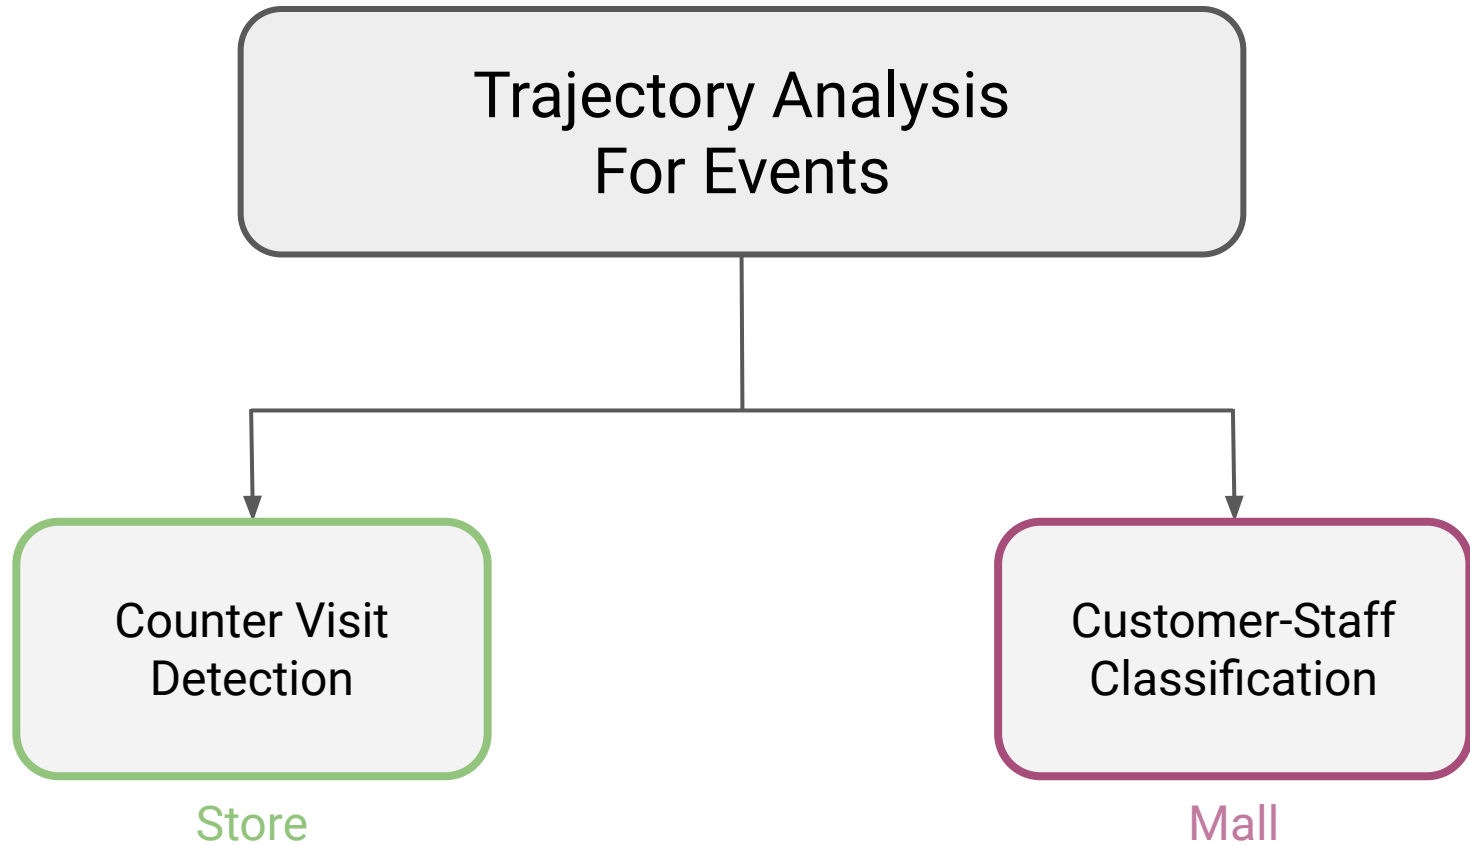 Trajectory Analysis
For Events
Counter Visit
Detection
Customer-Staff
Classification
Store
Mall